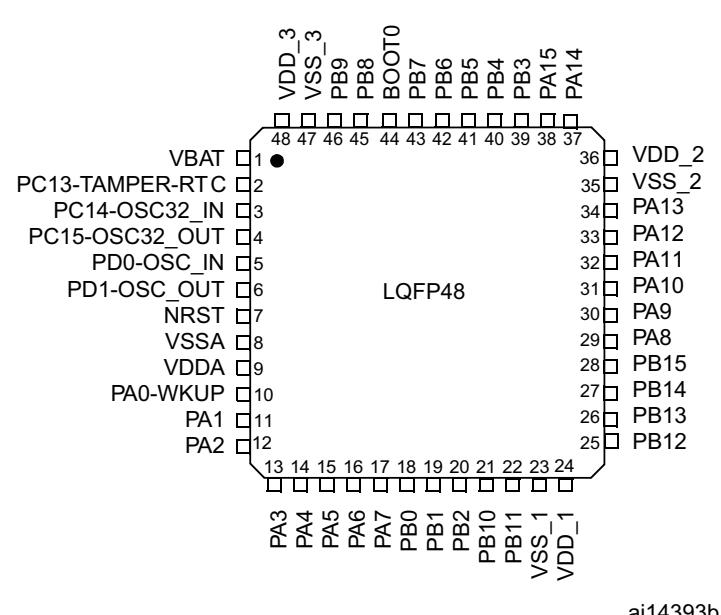 VDD_3
VSS_3
PB9
PB8
BOOT0
PB7
PB6
PB5
PB4
PB3
PA15
PA14
48 47 46 45 44 43 42 41 40 39 38 37
VBAT 1
PC13-TAMPER-RTC 2
PC14-OSC32_IN 3
PC15-OSC32_OUT 4
PD0-OSC_IN 5
PD1-OSC_OUT 6
NRST 7
VSSA 8
VDDA 9
PA0-WKUP 10
PA1 11
PA2 12
LQFP48
36 VDD_2
35 VSS_2
34 PA13
33 PA12
32 PA11
31 PA10
30 PA9
29 PA8
28 PB15
27 PB14
26 PB13
25 PB12
13 14 15 16 17 18 19 20 21 22 23 24
PA3
PA4
PA5
PA6
PA7
PB0
PB1
PB2
PB10
PB11
VSS_1
VDD_1
ai14393b